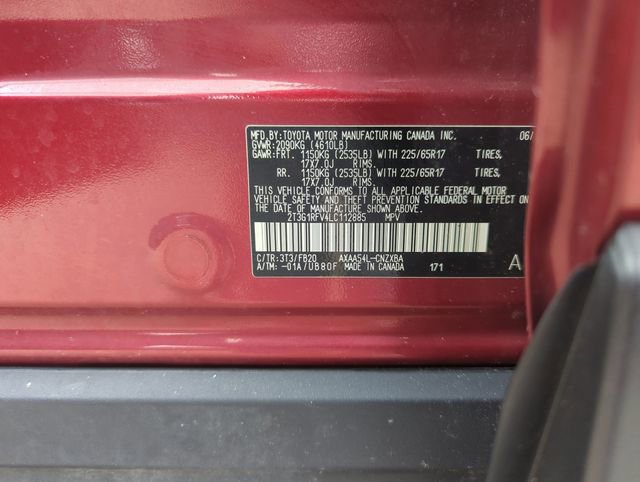 MFD.BY:TOYOTA MOTOR MANUFACTURING CANADA INC. 06/
GVWR:2090KG (4610LB)
GAWR:FRT. 1150KG (2535LB) WITH 225/65R17 TIRES,
17X7.0J RIMS.
RR. 1150KG (2535LB) WITH 225/65R17 TIRES,
17X7.0J RIMS.
THIS VEHICLE CONFORMS TO ALL APPLICABLE FEDERAL MOTOR
VEHICLE SAFETY AND BUMPER STANDARDS IN EFFECT ON
THE DATE OF MANUFACTURE SHOWN ABOVE.
2T3G1RFV4LC112885 MPV
C/TR:3T3/FB20 AXAA54L-CNZXBA
A/TM:-01A/UB80F MADE IN CANADA 171 A